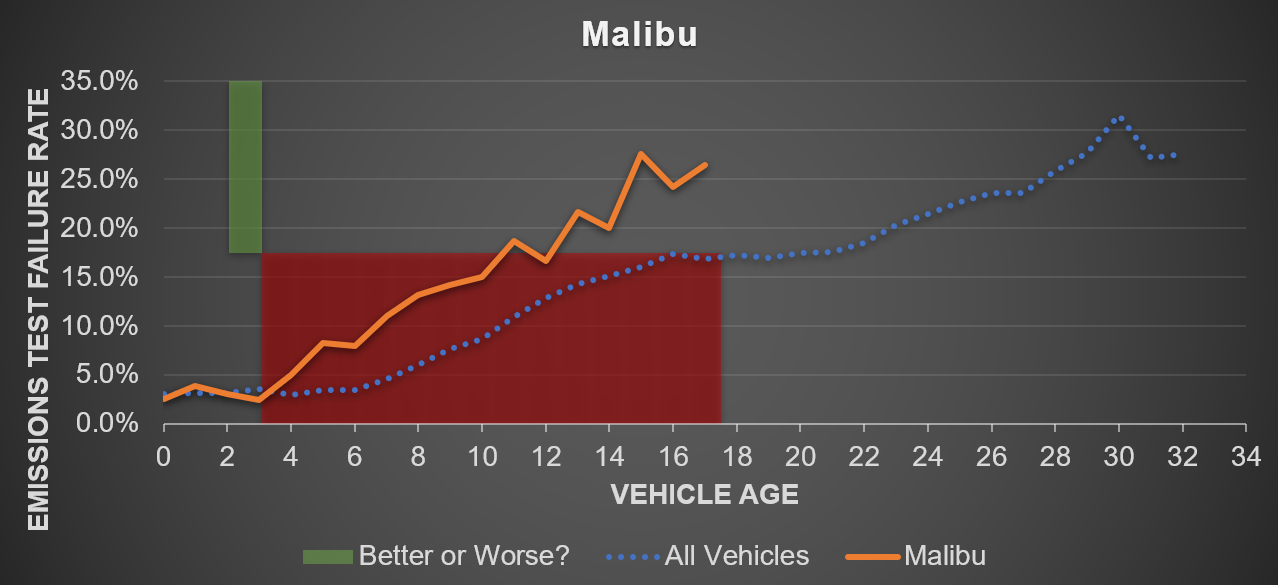 Malibu
EMISSIONS TEST FAILURE RATE
35.0%
30.0%
25.0%
20.0%
15.0%
10.0%
5.0%
0.0%
0 2 4 6 8 10 12 14 16 18 20 22 24 26 28 30 32 34
VEHICLE AGE
Better or Worse? All Vehicles Malibu